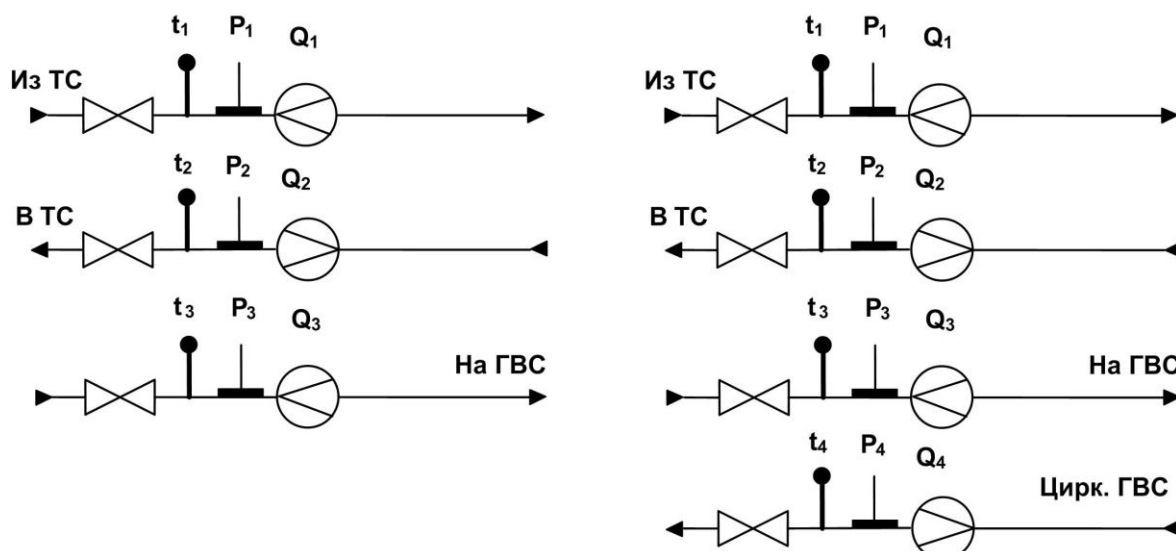 t₁ P₁ Q₁
Из ТС
t₂ P₂ Q₂
В ТС
t₃ P₃ Q₃
На ГВС
t₁ P₁ Q₁
Из ТС
t₂ P₂ Q₂
В ТС
t₃ P₃ Q₃
На ГВС
t₄ P₄ Q₄
Цирк. ГВС